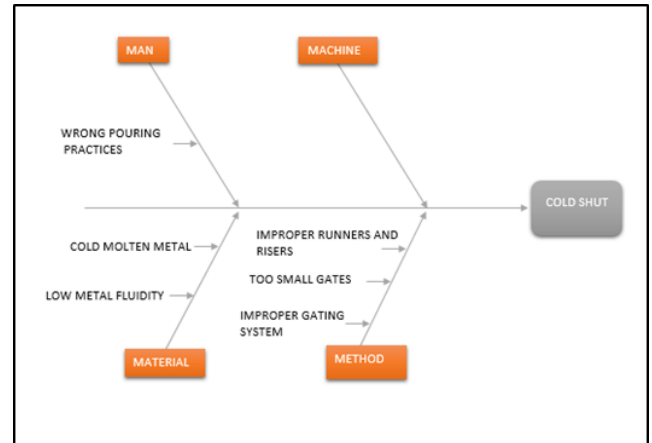 MAN
MACHINE
WRONG POURING
PRACTICES
COLD SHUT
IMPROPER RUNNERS AND
RISERS
COLD MOLTEN METAL
TOO SMALL GATES
LOW METAL FLUIDITY
IMPROPER GATING
SYSTEM
MATERIAL
METHOD